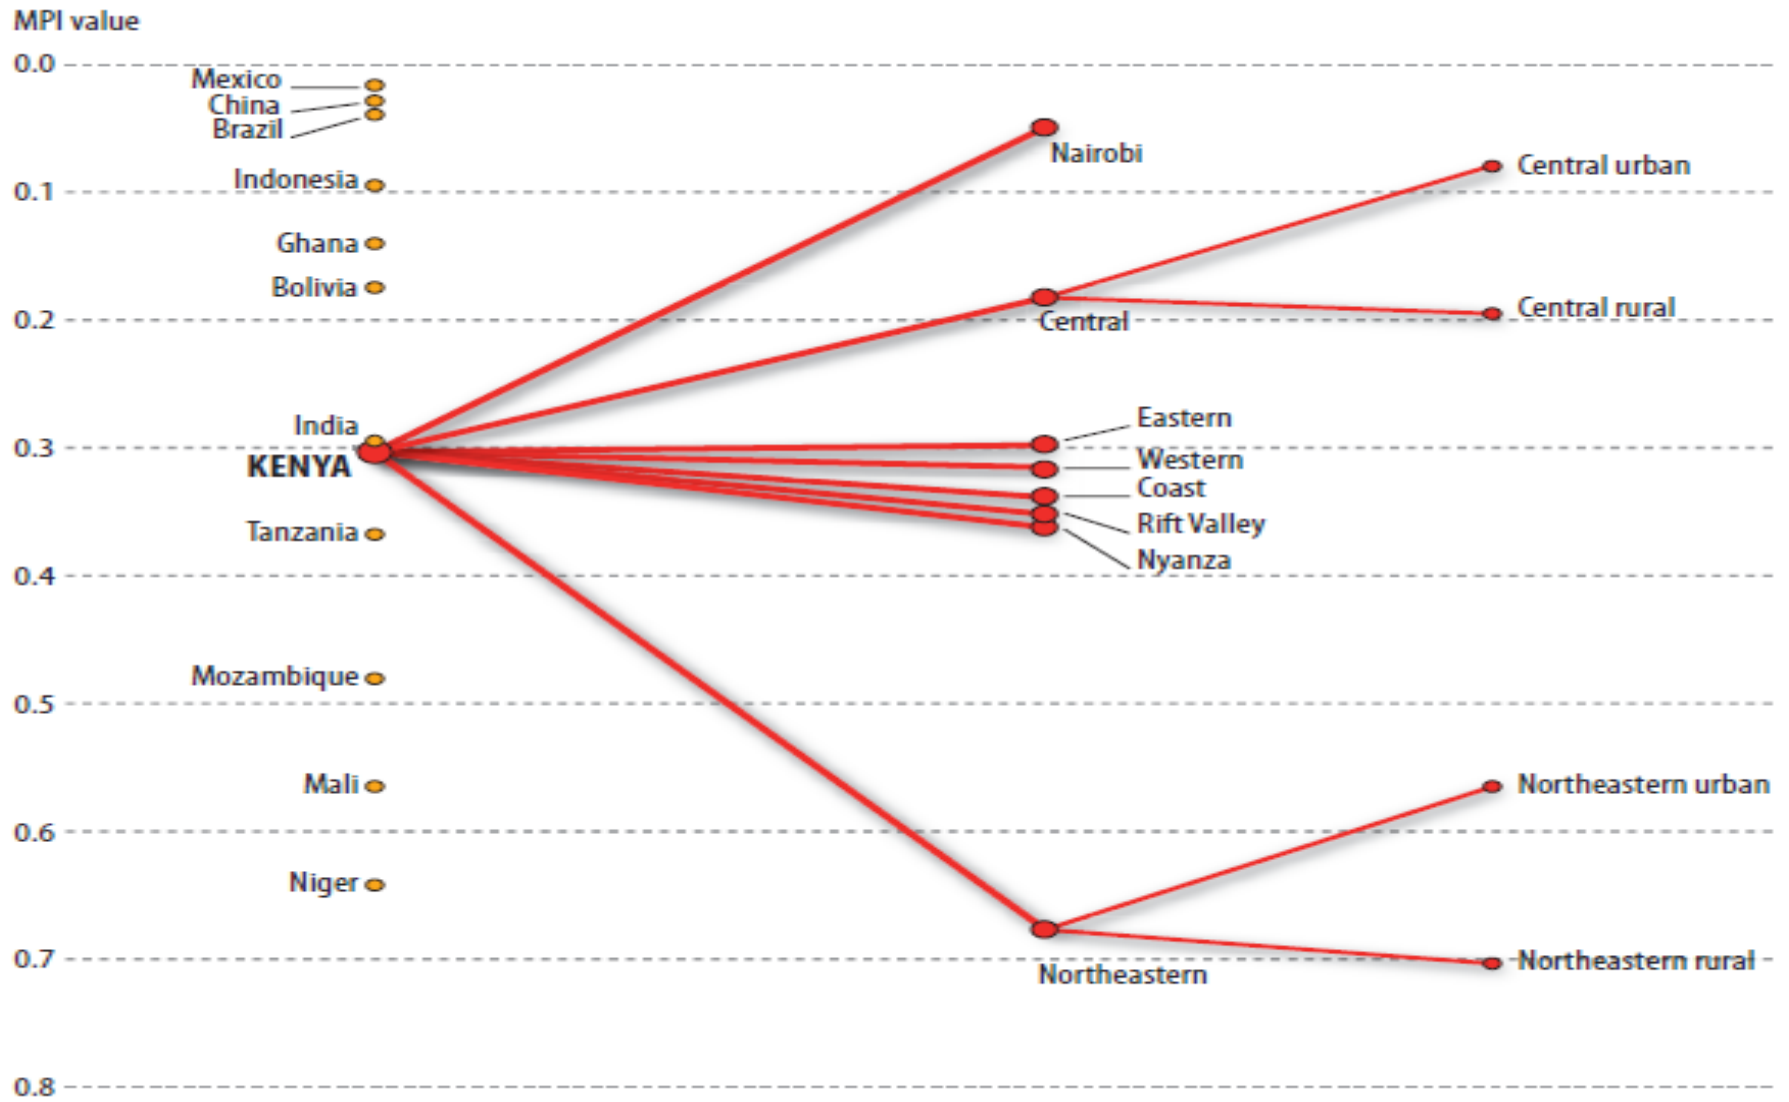 MPI value
0.0
Mexico
China
Brazil
Nairobi
Central urban
Indonesia
0.1
Ghana
Bolivia
Central rural
0.2
Central
Eastern
India
0.3
Western
KENYA
Coast
Rift Valley
Tanzania
Nyanza
0.4
Mozambique
0.5
Mali
Northeastern urban
0.6
Niger
0.7
Northeastern rural
Northeastern
0.8